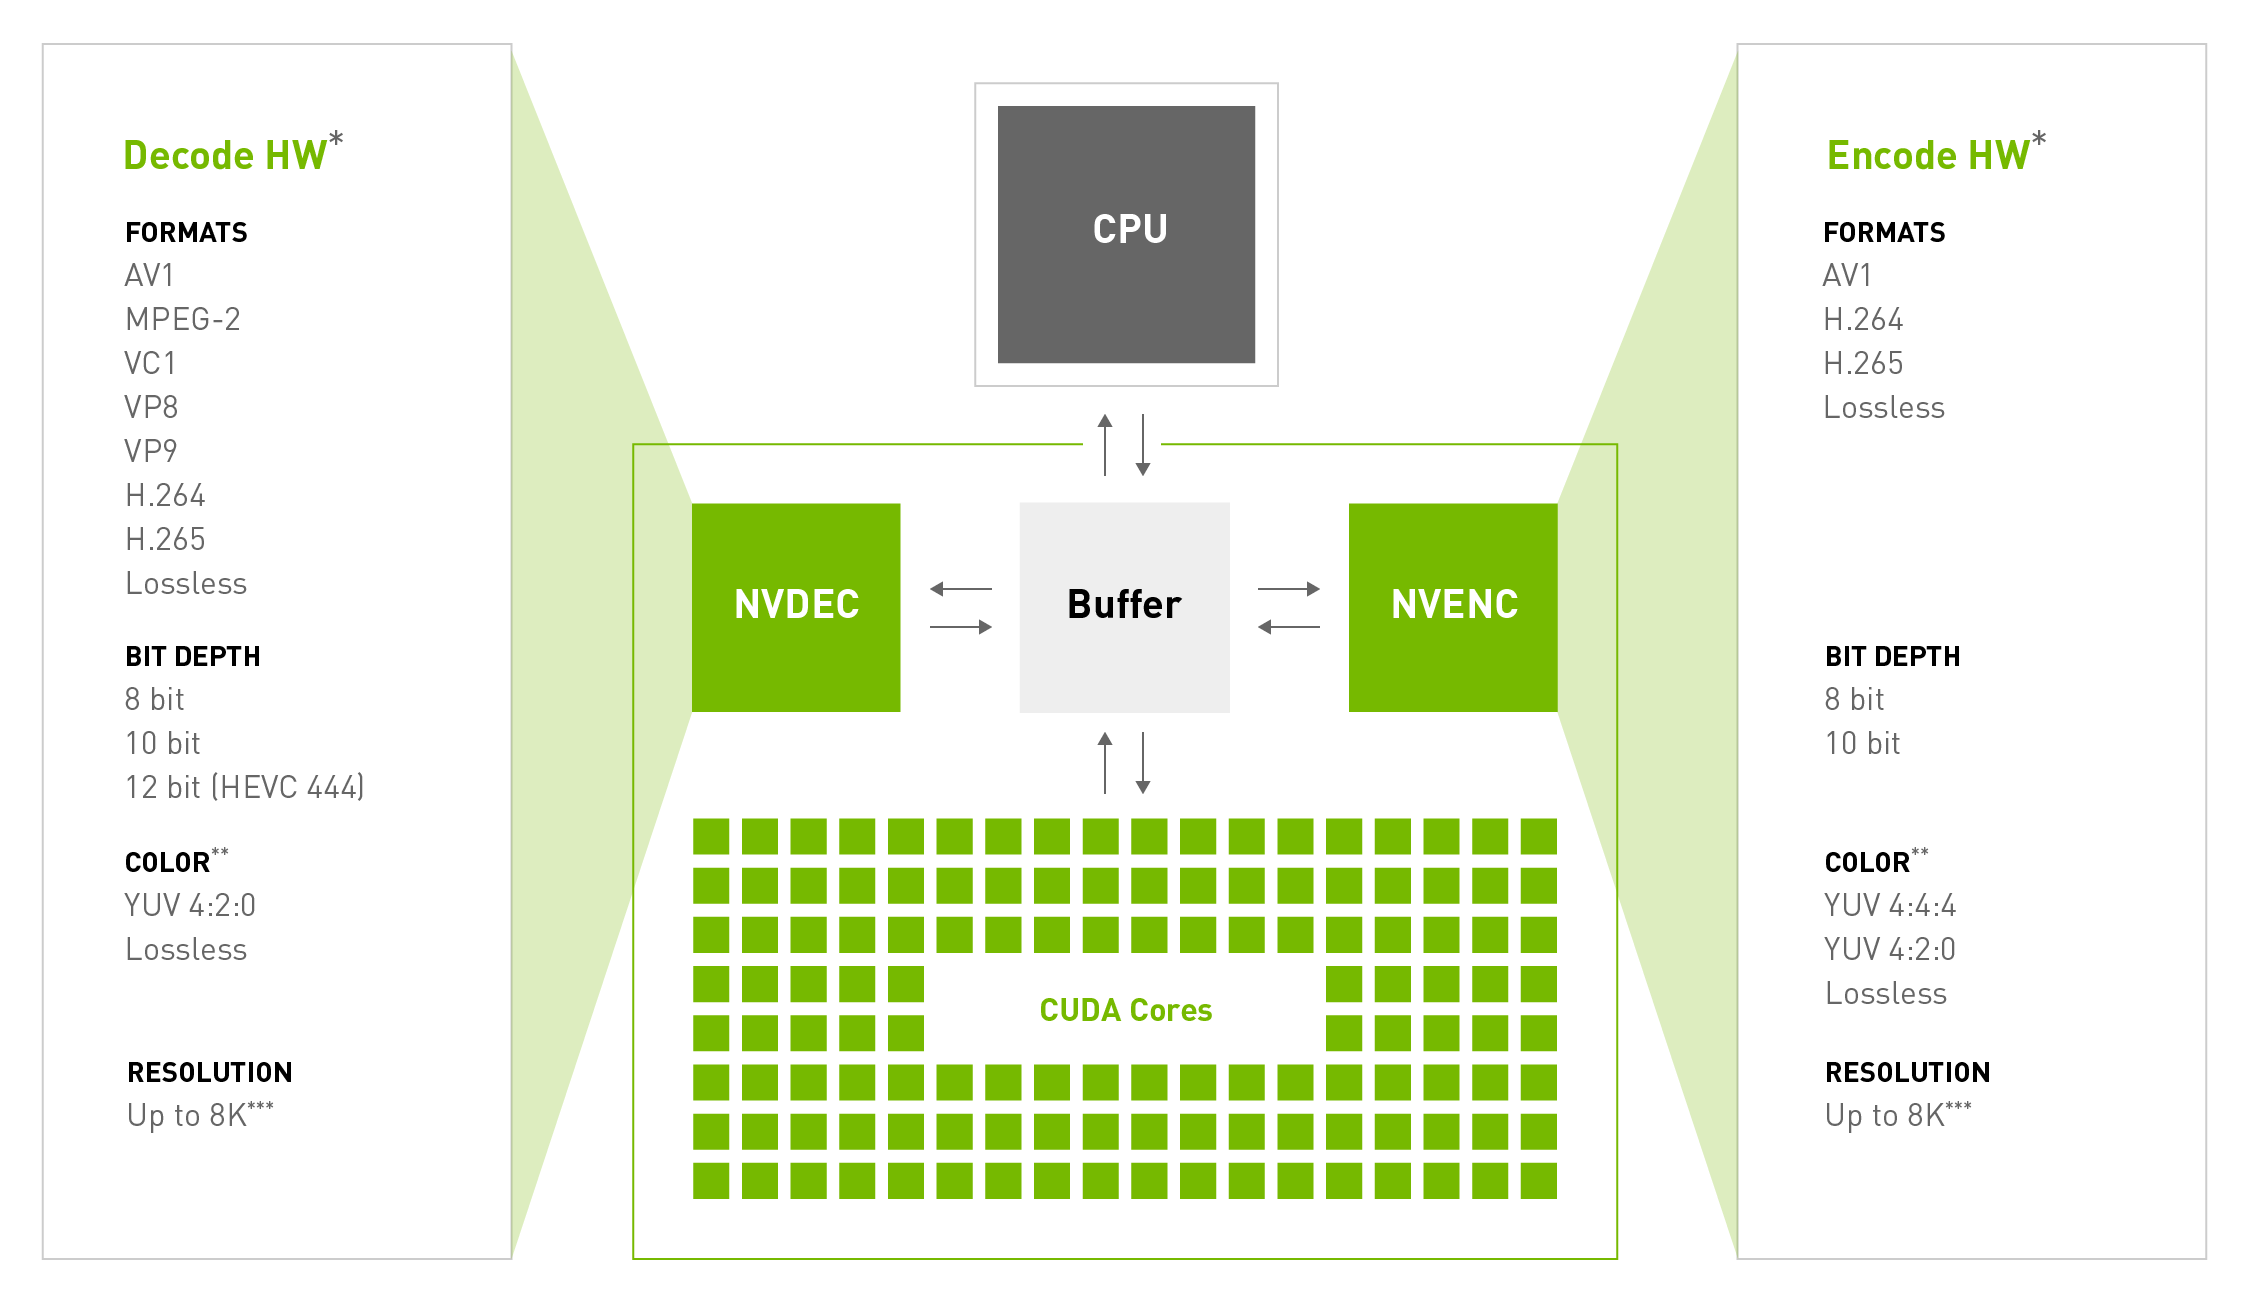 Decode HW*
FORMATS
AV1
MPEG-2
VC1
VP8
VP9
H.264
H.265
Lossless
BIT DEPTH
8 bit
10 bit
12 bit (HEVC 444)
COLOR**
YUV 4:2:0
Lossless
RESOLUTION
Up to 8K***
CPU
NVDEC
Buffer
NVENC
CUDA Cores
Encode HW*
FORMATS
AV1
H.264
H.265
Lossless
BIT DEPTH
8 bit
10 bit
COLOR**
YUV 4:4:4
YUV 4:2:0
Lossless
RESOLUTION
Up to 8K***